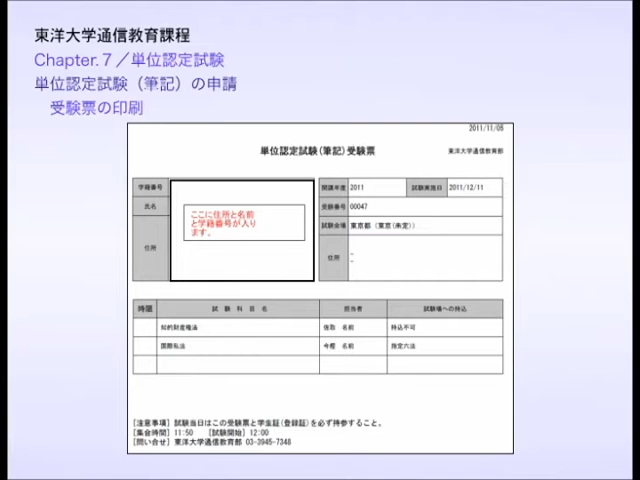 東洋大学通信教育課程
Chapter.７／単位認定試験
単位認定試験（筆記）の申請
受験票の印刷
2011/11/05
単位認定試験(筆記)受験票
東洋大学通信教育部
学籍番号
氏名
住所
ここに住所と名前
と学籍番号が入り
ます。
開講年度 2011 試験実施日 2011/12/11
受験番号 00047
試験会場 東京都 (東京(未定))
住所
時限 試験科目名 担当者 試験場への持込
知的財産権法 仮取 名前 持込不可
国際私法 今樫 名前 指定六法
[注意事項] 試験当日はこの受験票と学生証(登録証)を必ず持参すること。
[集合時間] 11:50 [試験開始] 12:00
[問い合せ] 東洋大学通信教育部 03-3945-7348